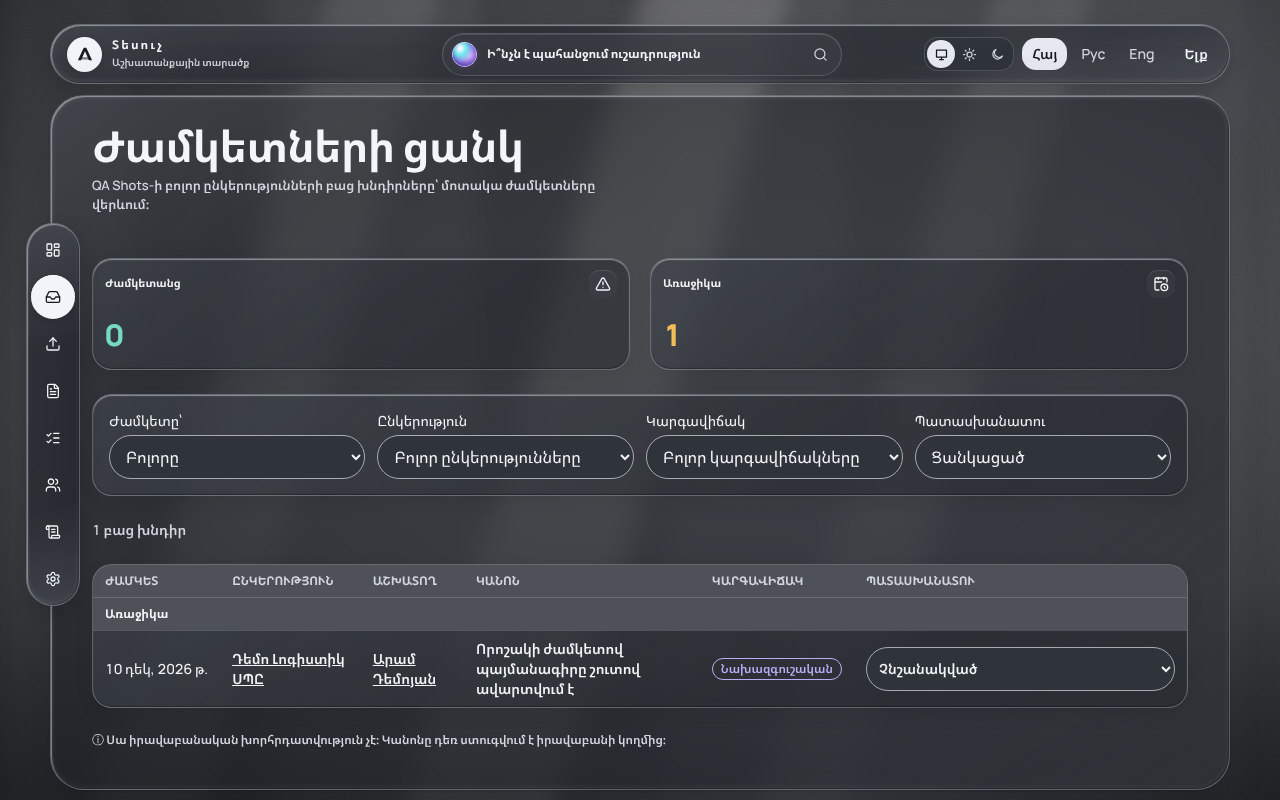 Տեսուչ
Աշխատանքային տարածք
Ի՞նչն է պահանջում ուշադրություն
Հայ
Рус
Eng
Ելք
Ժամկետների ցանկ
QA Shots-ի բոլոր ընկերությունների բաց խնդիրները՝ մոտակա ժամկետները
վերևում:
Ժամկետանց
0
Առաջիկա
1
Ժամկետը՝
Ընկերություն
Կարգավիճակ
Պատասխանատու
Բոլորը
Բոլոր ընկերությունները
Բոլոր կարգավիճակները
Ցանկացած
1 բաց խնդիր
ԺԱՄԿԵՏ
ԸՆԿԵՐՈՒԹՅՈՒՆ
ԱՇԽԱՏՈՂ
ԿԱՆՈՆ
ԿԱՐԳԱՎԻՃԱԿ
ՊԱՏԱՍԽԱՆԱՏՈՒ
Առաջիկա
10 դեկ, 2026 թ.
Դեմո Լոգիստիկ
ՍՊԸ
Արամ
Դեմոյան
Որոշակի ժամկետով
պայմանագիրը շուտով
ավարտվում է
Նախազգուշական
Չնշանակված
ⓘ Սա իրավաբանական խորհրդատվություն չէ: Կանոնը դեռ ստուգվում է իրավաբանի կողմից: